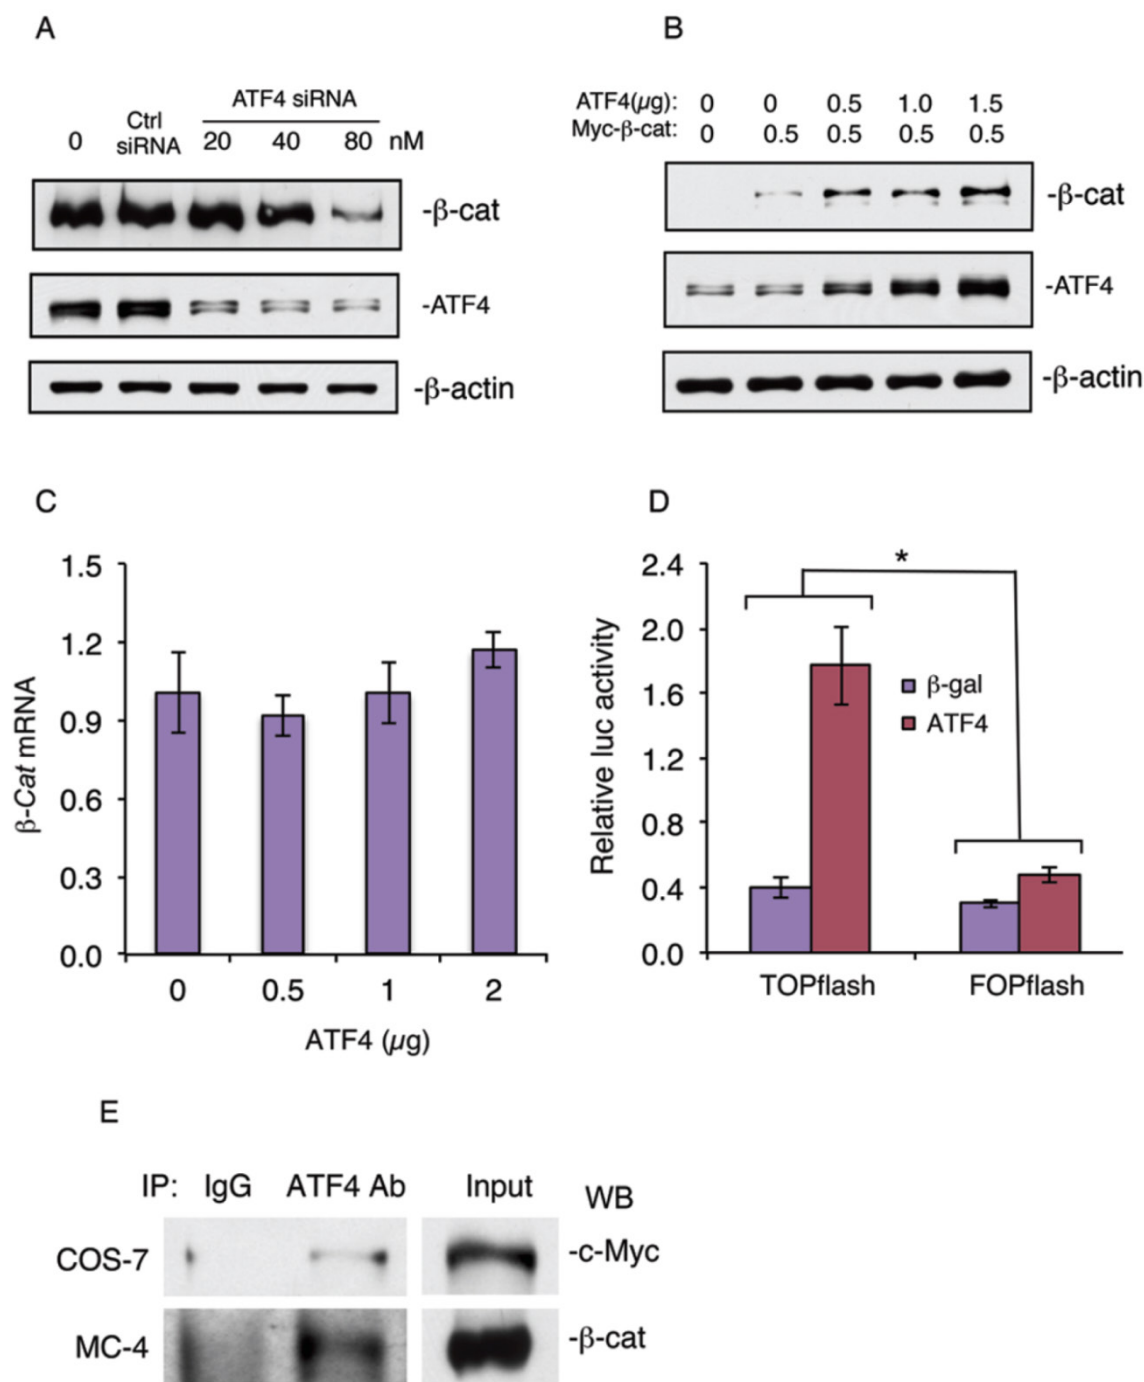 A
ATF4 siRNA
0 Ctrl siRNA 20 40 80 nM
-β-cat
-ATF4
-β-actin
B
ATF4(µg): 0 0 0.5 1.0 1.5
Myc-β-cat: 0 0.5 0.5 0.5 0.5
-β-cat
-ATF4
-β-actin
C
β-Cat mRNA
1.5
1.2
0.9
0.6
0.3
0.0
0 0.5 1 2
ATF4 (µg)
D
Relative luc activity
2.4
2.0
1.6
1.2
0.8
0.4
0.0
*
β-gal
ATF4
TOPflash FOPflash
E
IP: IgG ATF4 Ab Input WB
COS-7 -c-Myc
MC-4 -β-cat